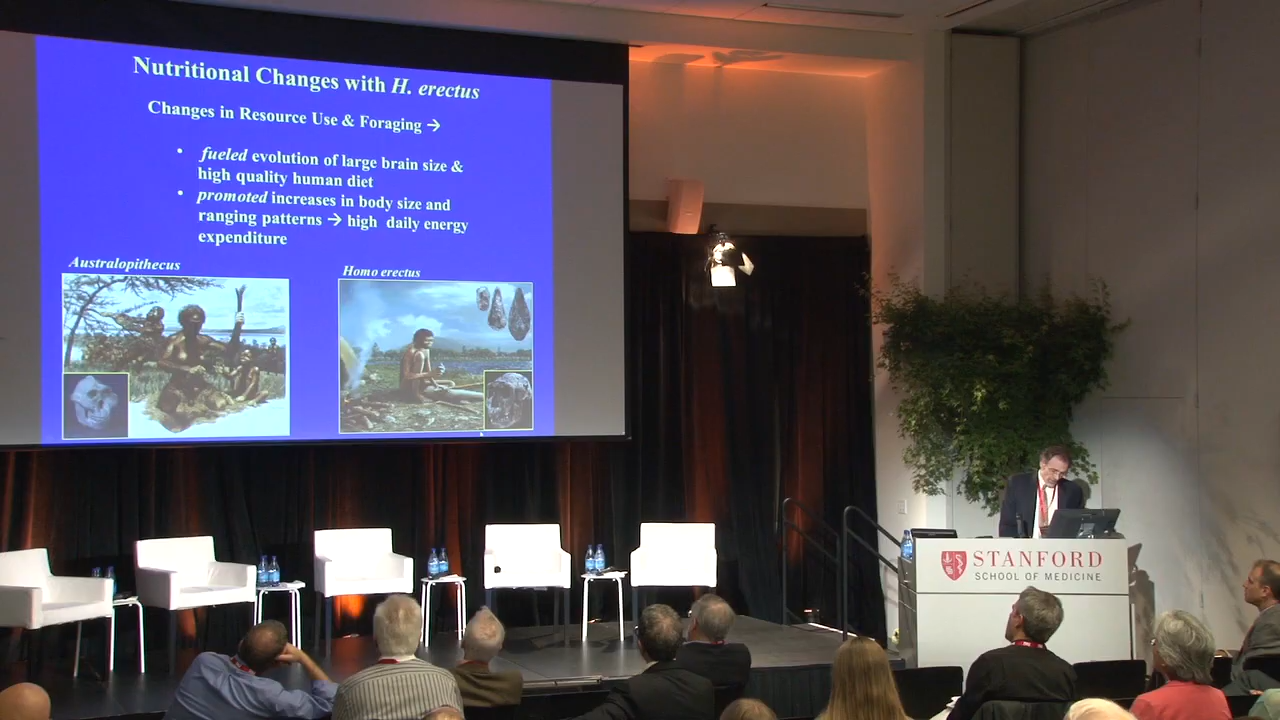 Nutritional Changes with H. erectus
Changes in Resource Use & Foraging →
• fueled evolution of large brain size &
high quality human diet
• promoted increases in body size and
ranging patterns → high daily energy
expenditure
Australopithecus
Homo erectus
STANFORD
SCHOOL OF MEDICINE